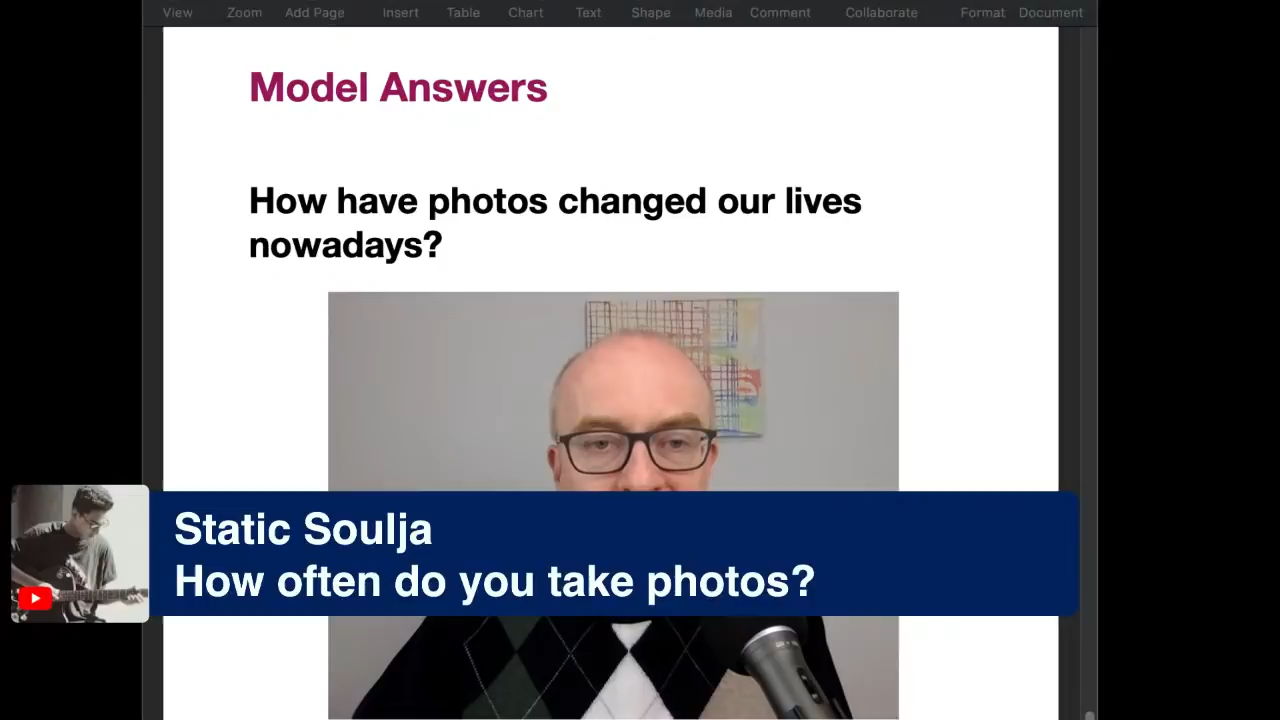 View Zoom Add Page Insert Table Chart Text Shape Media Comment Collaborate Format Document
Model Answers
How have photos changed our lives
nowadays?
Static Soulja
How often do you take photos?